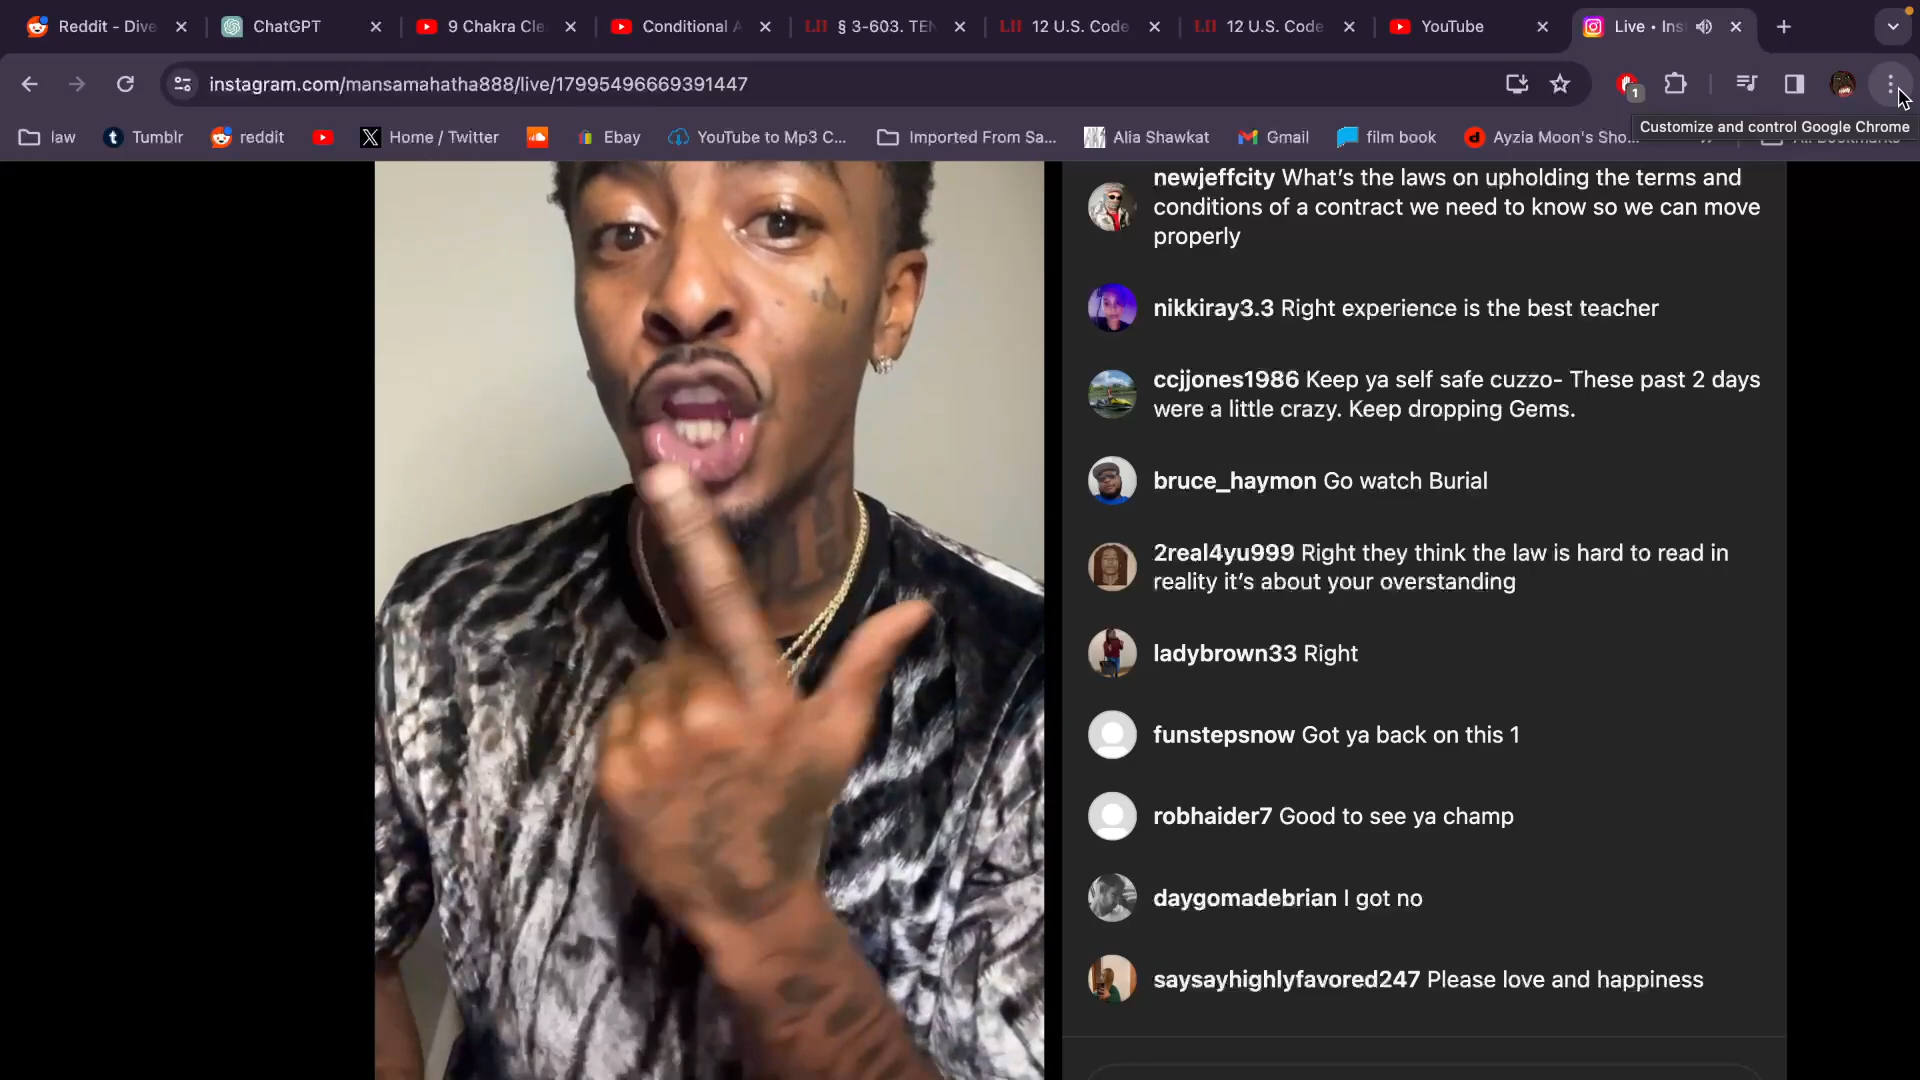 Reddit - Dive
ChatGPT
9 Chakra Cle
Conditional A
LII § 3-603. TEN
LII 12 U.S. Code
LII 12 U.S. Code
YouTube
Live • Ins
instagram.com/mansamahatha888/live/17995496669391447
1
law
Tumblr
reddit
Home / Twitter
Ebay
YouTube to Mp3 C...
Imported From Sa...
Alia Shawkat
Gmail
film book
Ayzia Moon's Sho...
»
All Bookmarks
Customize and control Google Chrome
newjeffcity What's the laws on upholding the terms and
conditions of a contract we need to know so we can move
properly
nikkiray3.3 Right experience is the best teacher
ccjjones1986 Keep ya self safe cuzzo- These past 2 days
were a little crazy. Keep dropping Gems.
bruce_haymon Go watch Burial
2real4yu999 Right they think the law is hard to read in
reality it's about your overstanding
ladybrown33 Right
funstepsnow Got ya back on this 1
robhaider7 Good to see ya champ
daygomadebrian I got no
saysayhighlyfavored247 Please love and happiness